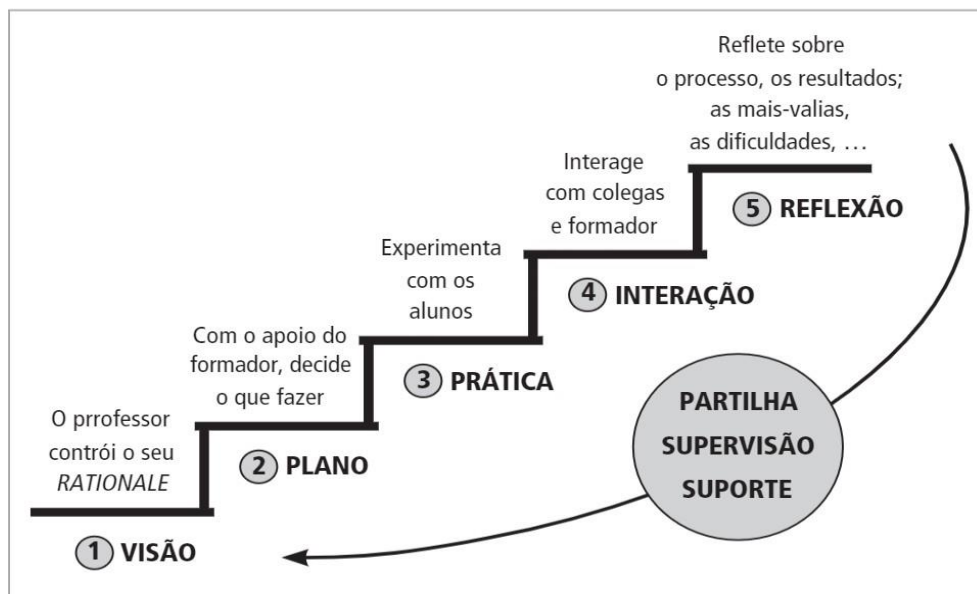 O prrofessor
contrói o seu
RATIONALE
1 VISÃO
Com o apoio do
formador, decide
o que fazer
2 PLANO
Experimenta
com os
alunos
3 PRÁTICA
Interage
com colegas
e formador
4 INTERAÇÃO
Reflete sobre
o processo, os resultados;
as mais-valias,
as dificuldades, ...
5 REFLEXÃO
PARTILHA
SUPERVISÃO
SUPORTE